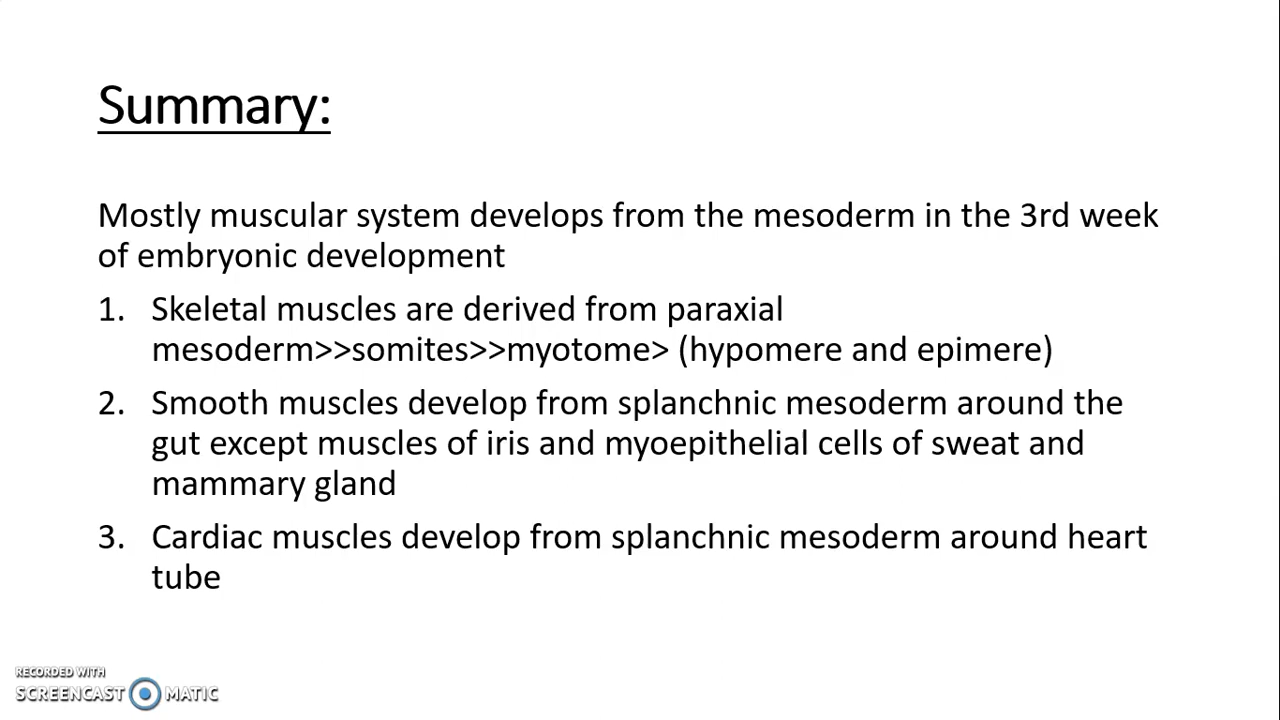 Summary:
Mostly muscular system develops from the mesoderm in the 3rd week
of embryonic development
1. Skeletal muscles are derived from paraxial
mesoderm>>somites>>myotome> (hypomere and epimere)
2. Smooth muscles develop from splanchnic mesoderm around the
gut except muscles of iris and myoepithelial cells of sweat and
mammary gland
3. Cardiac muscles develop from splanchnic mesoderm around heart
tube
RECORDED WITH
SCREENCAST MATIC